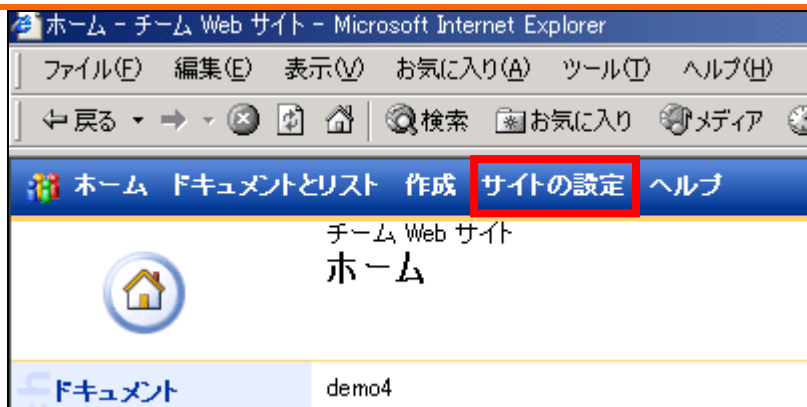 ホーム - チーム Web サイト - Microsoft Internet Explorer
ファイル(F) 編集(E) 表示(V) お気に入り(A) ツール(T) ヘルプ(H)
戻る 検索 お気に入り メディア
ホーム ドキュメントとリスト 作成 サイトの設定 ヘルプ
チーム Web サイト
ホーム
ドキュメント demo4